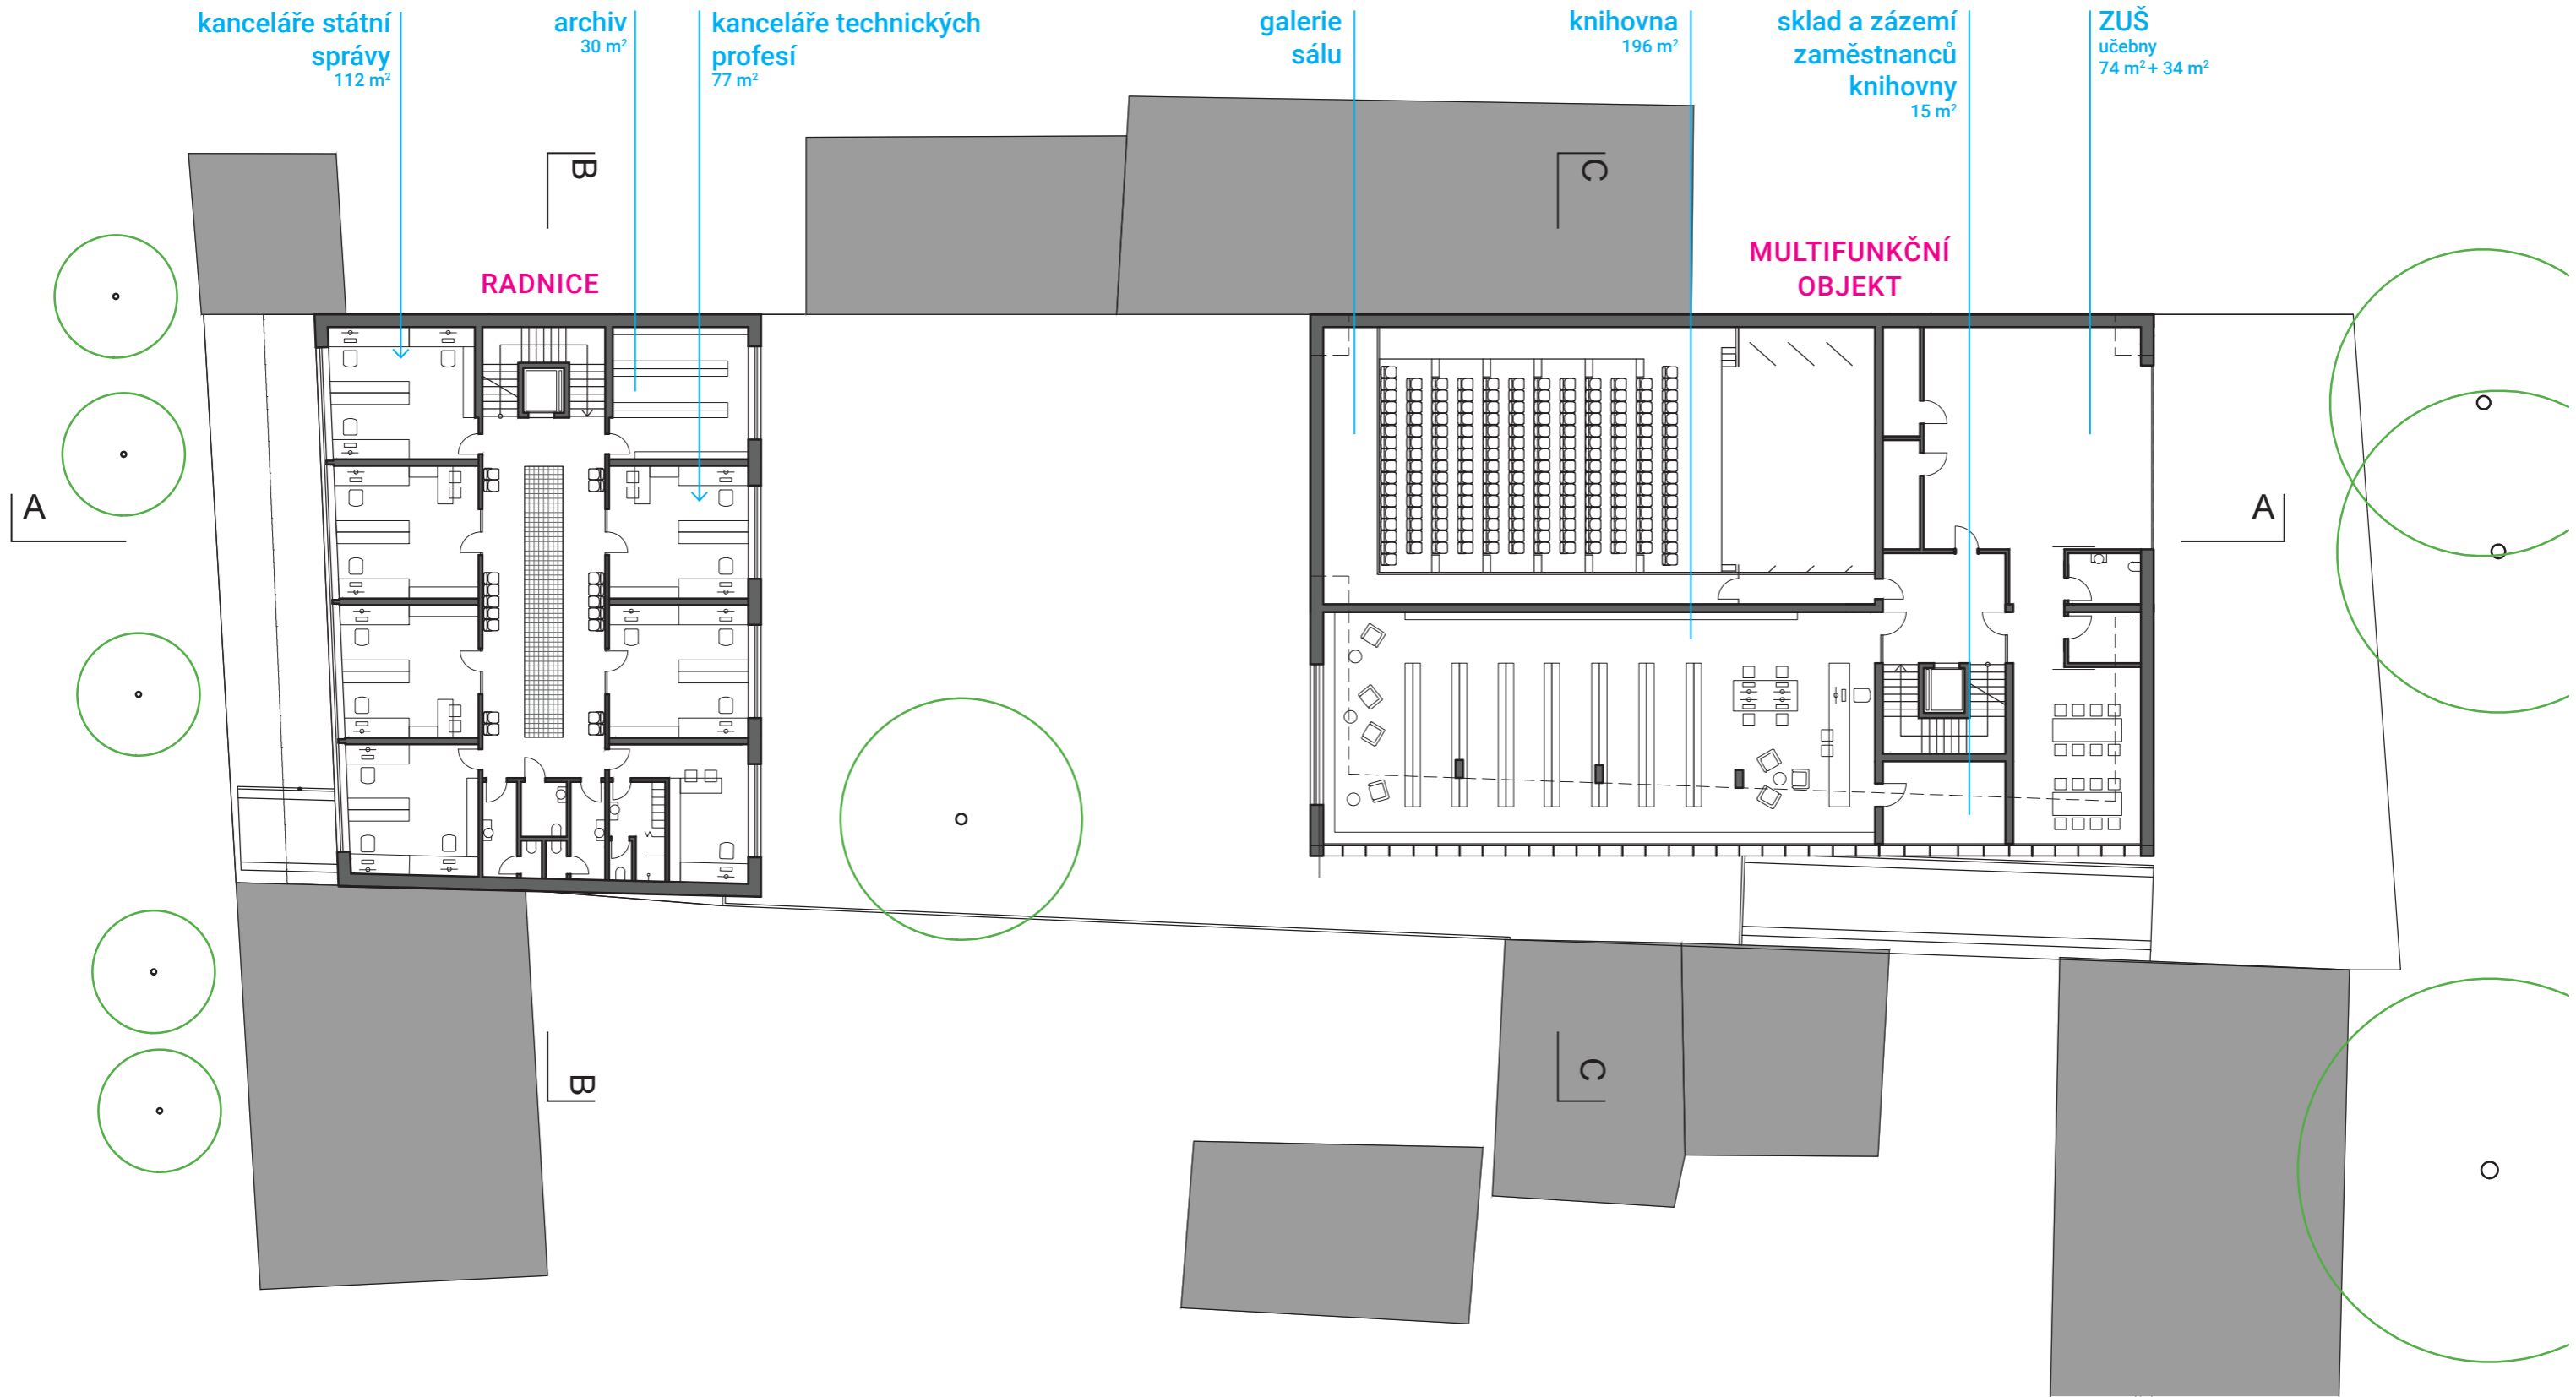 kanceláře státní
správy
112 m²
archiv
30 m²
kanceláře technických
profesí
77 m²
galerie
sálu
knihovna
196 m²
sklad a zázemí
zaměstnanců
knihovny
15 m²
ZUŠ
učebny
74 m² + 34 m²
B
C
RADNICE
MULTIFUNKČNÍ
OBJEKT
A
A
B
C